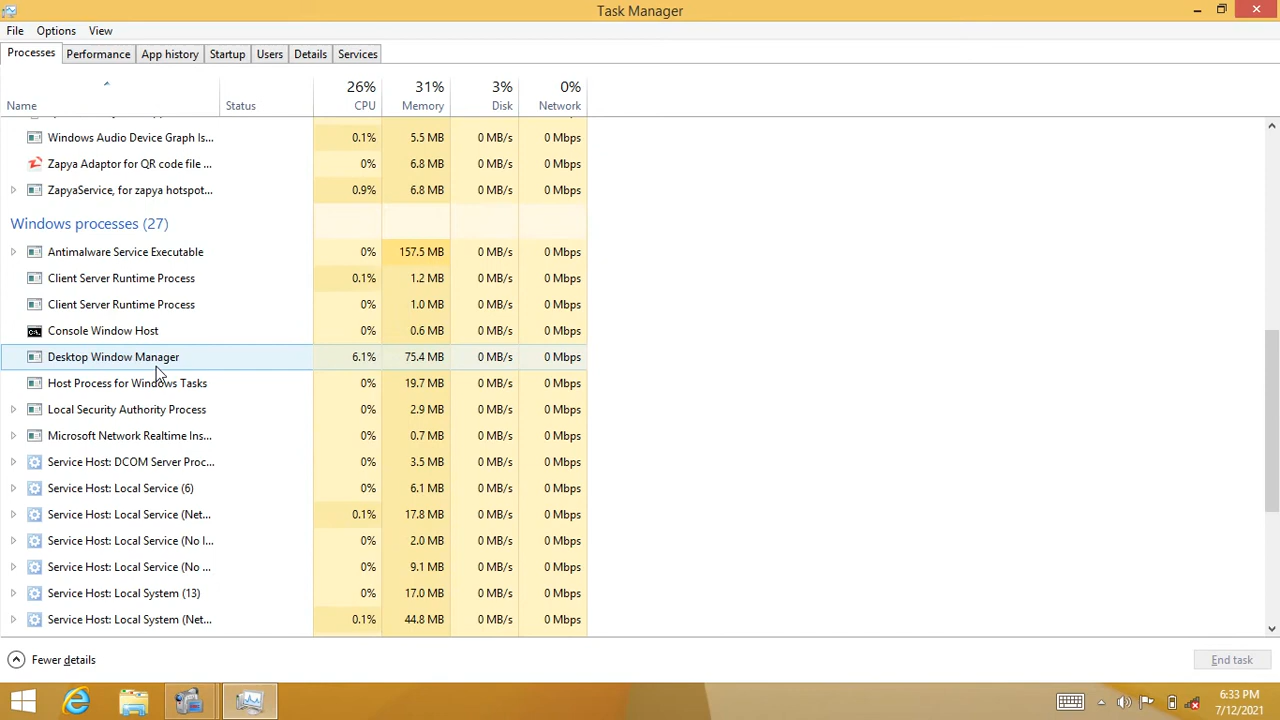 Task Manager
File Options View
Processes Performance App history Startup Users Details Services
26% 31% 3% 0%
Name Status CPU Memory Disk Network
Windows Audio Device Graph Is... 0.1% 5.5 MB 0 MB/s 0 Mbps
Zapya Adaptor for QR code file ... 0% 6.8 MB 0 MB/s 0 Mbps
ZapyaService, for zapya hotspot... 0.9% 6.8 MB 0 MB/s 0 Mbps
Windows processes (27)
Antimalware Service Executable 0% 157.5 MB 0 MB/s 0 Mbps
Client Server Runtime Process 0.1% 1.2 MB 0 MB/s 0 Mbps
Client Server Runtime Process 0% 1.0 MB 0 MB/s 0 Mbps
Console Window Host 0% 0.6 MB 0 MB/s 0 Mbps
Desktop Window Manager 6.1% 75.4 MB 0 MB/s 0 Mbps
Host Process for Windows Tasks 0% 19.7 MB 0 MB/s 0 Mbps
Local Security Authority Process 0% 2.9 MB 0 MB/s 0 Mbps
Microsoft Network Realtime Ins... 0% 0.7 MB 0 MB/s 0 Mbps
Service Host: DCOM Server Proc... 0% 3.5 MB 0 MB/s 0 Mbps
Service Host: Local Service (6) 0% 6.1 MB 0 MB/s 0 Mbps
Service Host: Local Service (Net... 0.1% 17.8 MB 0 MB/s 0 Mbps
Service Host: Local Service (No I... 0% 2.0 MB 0 MB/s 0 Mbps
Service Host: Local Service (No ... 0% 9.1 MB 0 MB/s 0 Mbps
Service Host: Local System (13) 0% 17.0 MB 0 MB/s 0 Mbps
Service Host: Local System (Net... 0.1% 44.8 MB 0 MB/s 0 Mbps
Fewer details End task
6:33 PM
7/12/2021